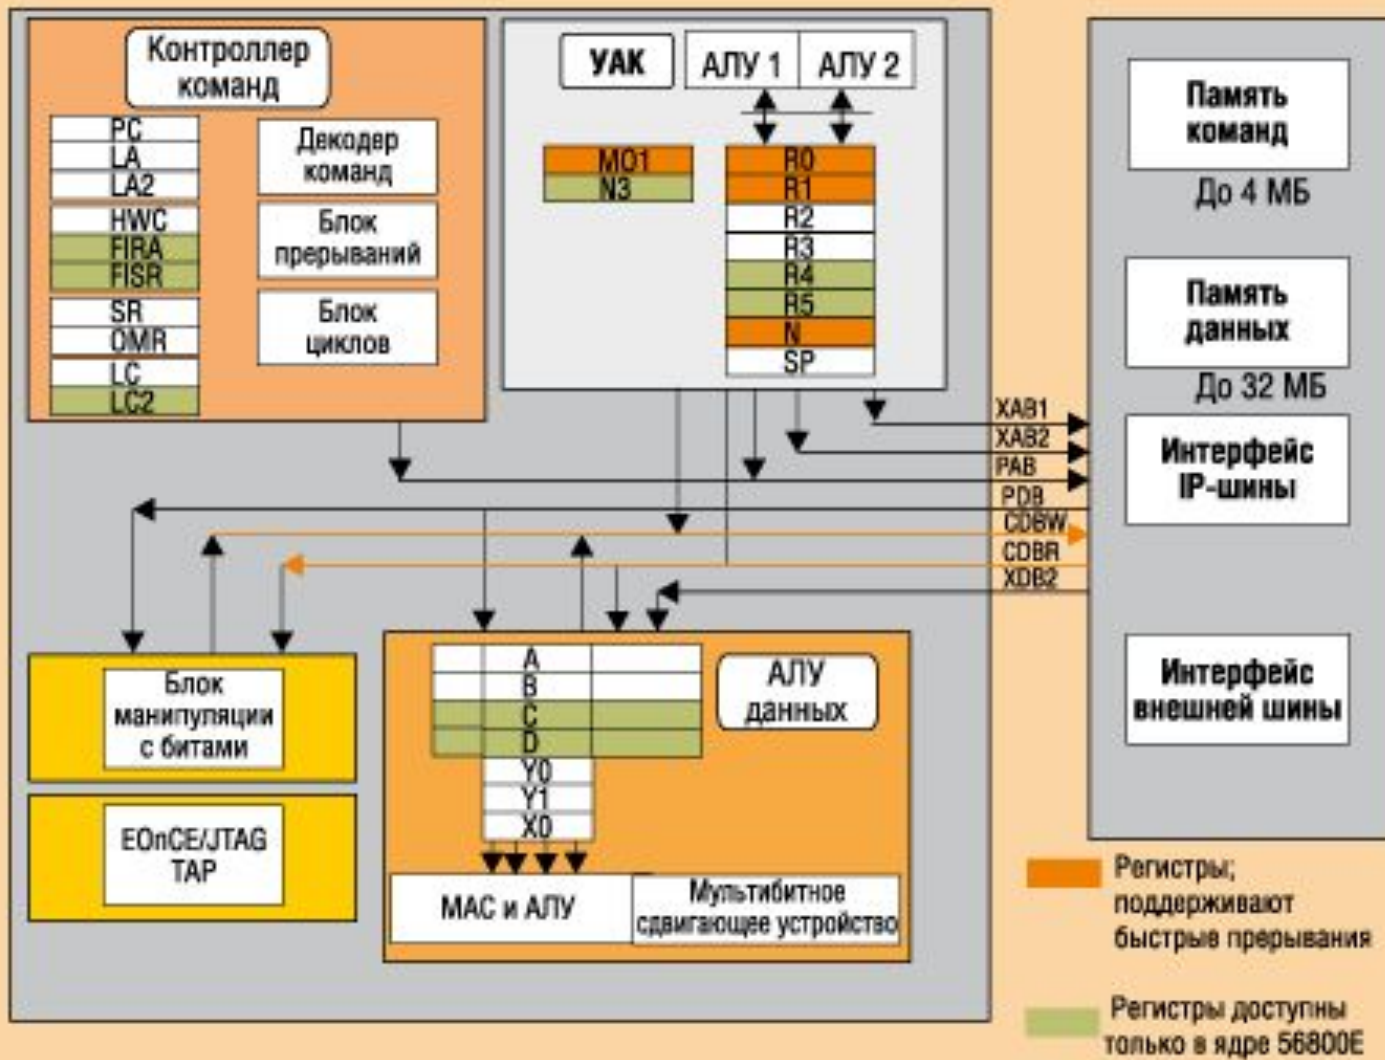 Контроллер
команд
PC
LA
LA2
HWC
FIRA
FISR
SR
OMR
LC
LC2
Декодер
команд
Блок
прерываний
Блок
циклов
УАК
АЛУ 1
АЛУ 2
MO1
N3
R0
R1
R2
R3
R4
R5
N
SP
Память
команд
До 4 МБ
Память
данных
До 32 МБ
Интерфейс
IP-шины
Интерфейс
внешней шины
XAB1
XAB2
PAB
PDB
CDBW
CDBR
XDB2
Блок
манипуляции
с битами
EOnCE/JTAG
TAP
A
B
C
D
Y0
Y1
X0
АЛУ
данных
МАС и АЛУ
Мультибитное
сдвигающее устройство
Регистры;
поддерживают
быстрые прерывания
Регистры доступны
только в ядре 56800E